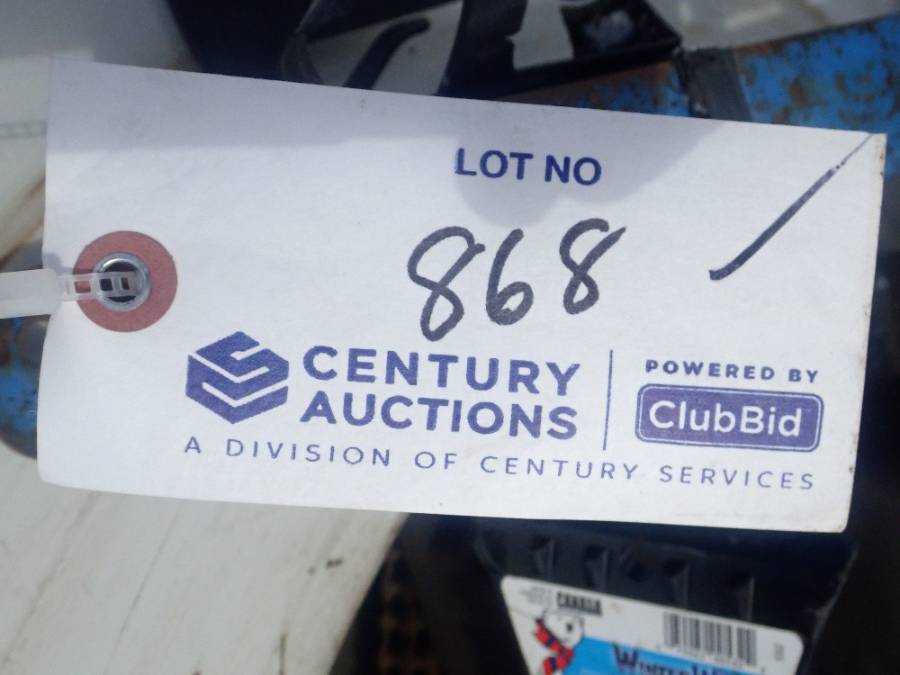 LOT NO
868
CENTURY
AUCTIONS
POWERED BY
ClubBid
A DIVISION OF CENTURY SERVICES
CANADA